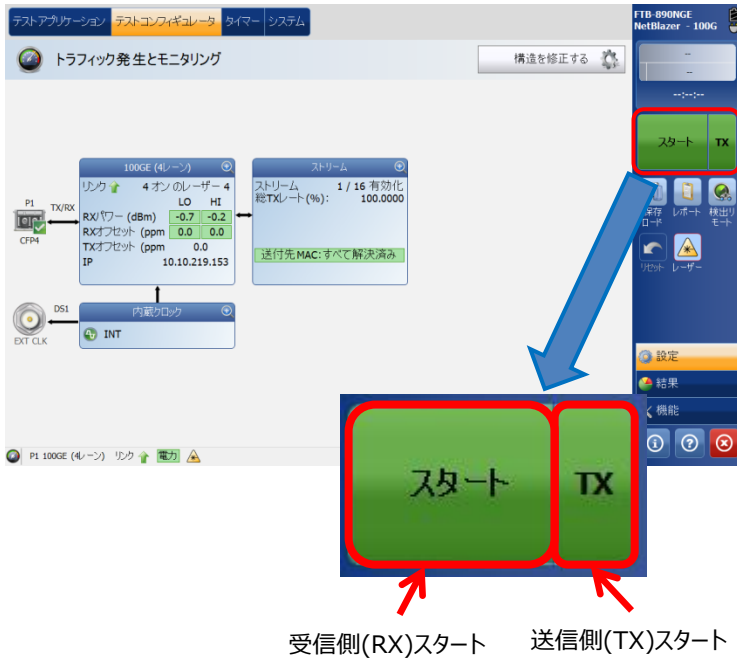 テストアプリケーション テストコンフィギュレータ タイマー システム
FTB-890NGE
NetBlazer - 100G
トラフィック発生とモニタリング
構造を修正する
--
--
--:--:--
スタート TX
100GE (4レーン)
リンク 4 オン のレーザー 4
LO HI
RXパワー (dBm) -0.7 -0.2
RXオフセット (ppm 0.0 0.0
TXオフセット (ppm 0.0
IP 10.10.219.153
ストリーム
ストリーム 1 / 16 有効化
総TXレート(%): 100.0000
送付先 MAC: すべて解決済み
P1
TX/RX
CFP4
内蔵クロック
INT
DS1
EXT CLK
保存
ロード
レポート
検出リ
モート
リセット
レーザー
設定
結果
機能
P1 100GE (4レーン) リンク 電力
スタート TX
受信側(RX)スタート
送信側(TX)スタート